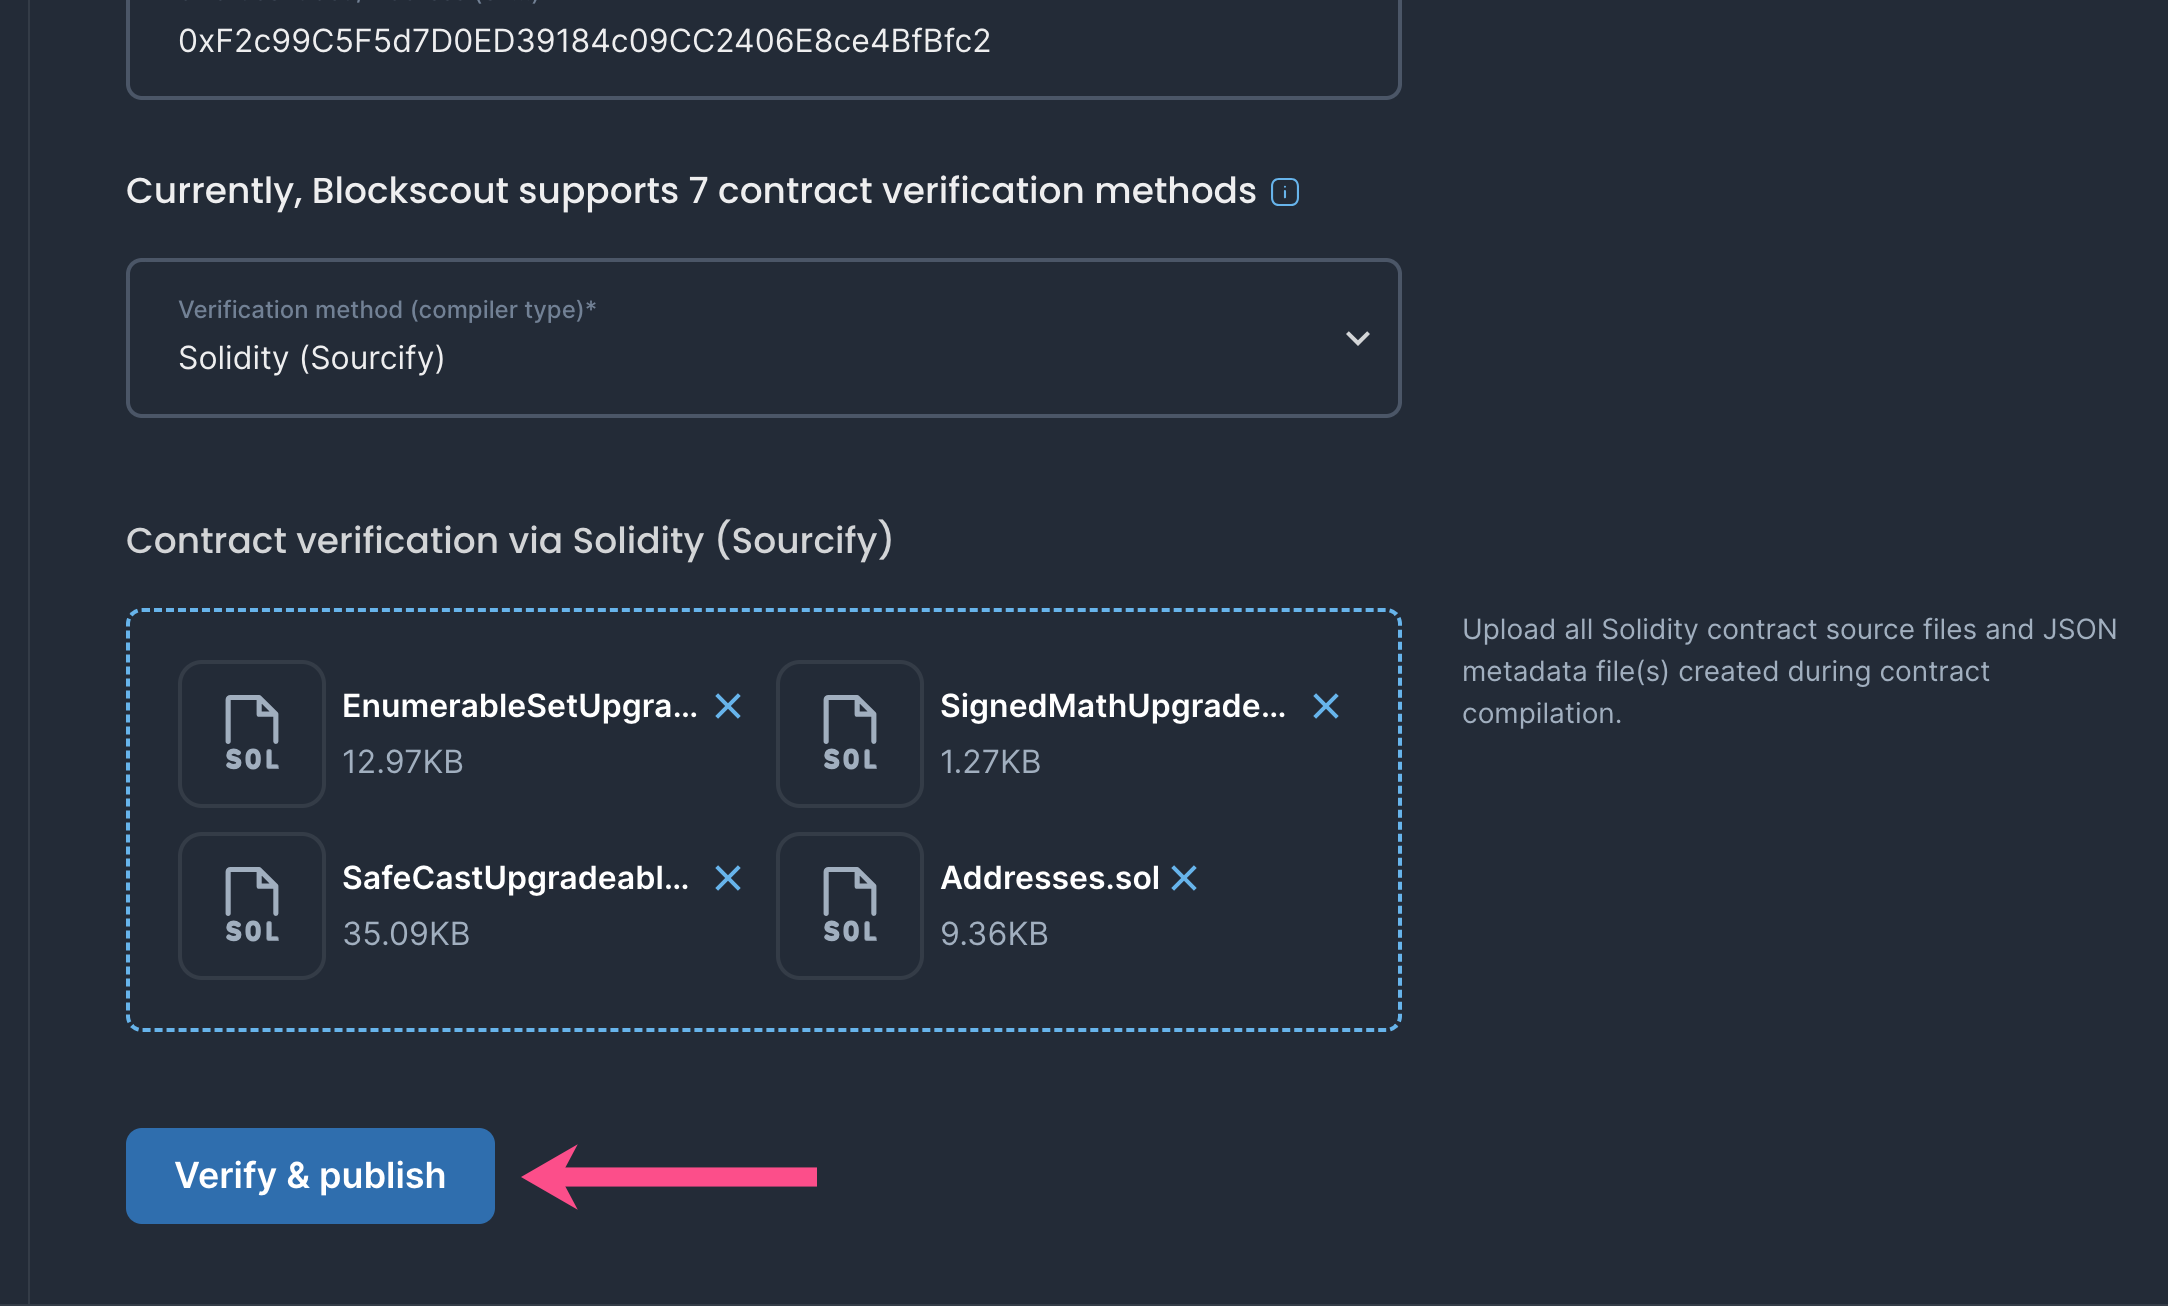 0xF2c99C5F5d7D0ED39184c09CC2406E8ce4BfBfc2
Currently, Blockscout supports 7 contract verification methods
Verification method (compiler type)*
Solidity (Sourcify)
Contract verification via Solidity (Sourcify)
Upload all Solidity contract source files and JSON
metadata file(s) created during contract
compilation.
SOL
EnumerableSetUpgra...
12.97KB
SOL
SignedMathUpgrade...
1.27KB
SOL
SafeCastUpgradeabl...
35.09KB
SOL
Addresses.sol
9.36KB
Verify & publish